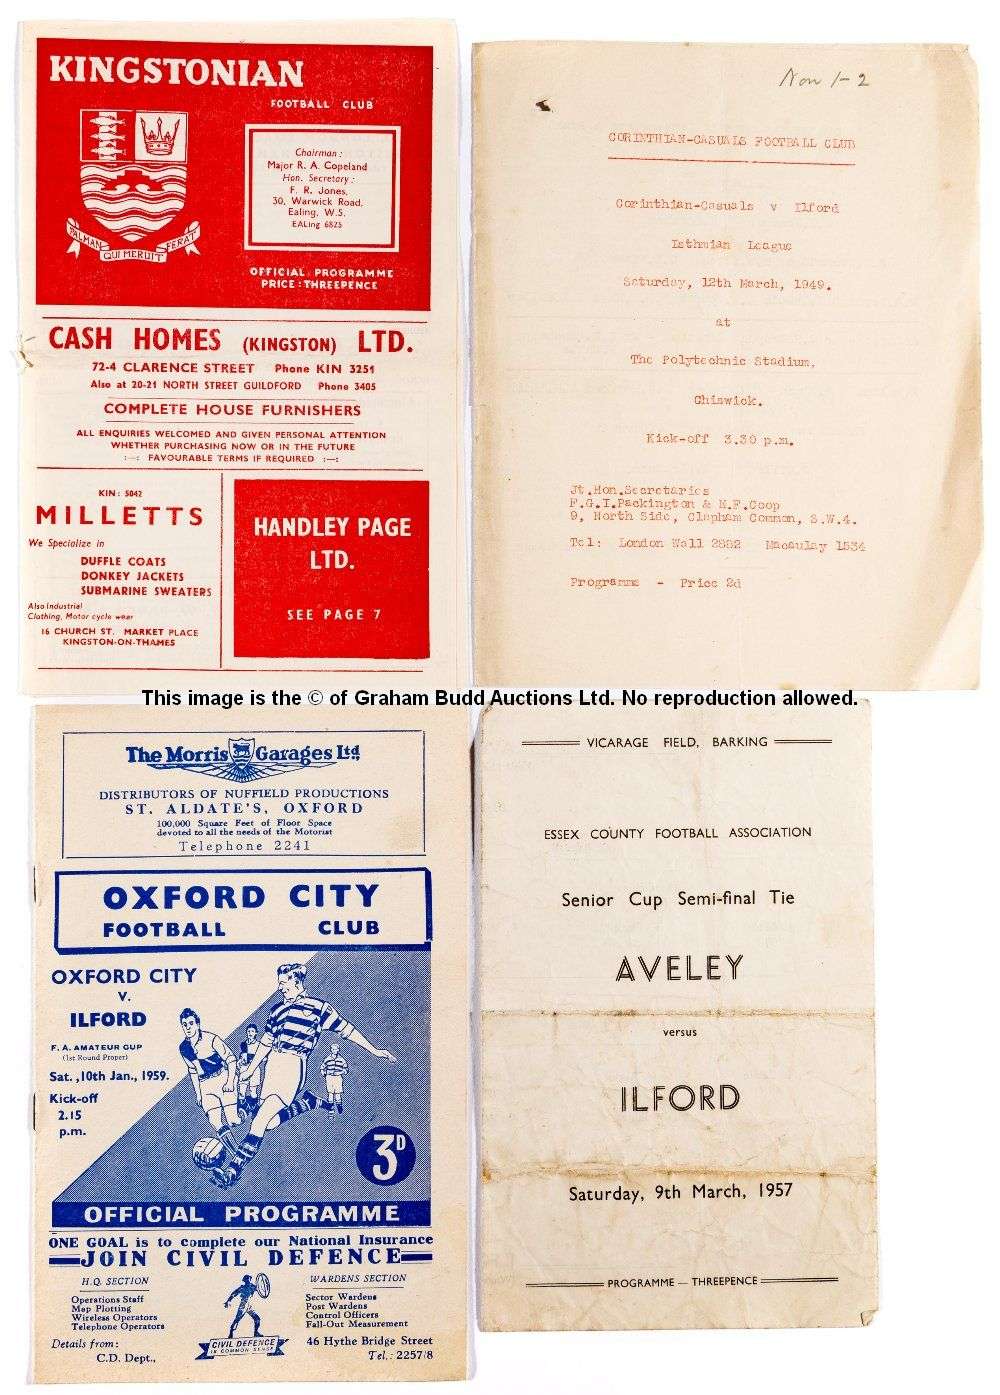 KINGSTONIAN
FOOTBALL CLUB
Chairman:
Major R. A. Copeland
Hon. Secretary:
F. R. Jones,
30, Warwick Road,
Ealing, W.5.
EALing 6825
PALMAM QUI MERUIT FERAT
OFFICIAL PROGRAMME
PRICE : THREEPENCE
CASH HOMES (KINGSTON) LTD.
72-4 CLARENCE STREET Phone KIN 3251
Also at 20-21 NORTH STREET GUILDFORD Phone 3405
COMPLETE HOUSE FURNISHERS
ALL ENQUIRIES WELCOMED AND GIVEN PERSONAL ATTENTION
WHETHER PURCHASING NOW OR IN THE FUTURE
:—: FAVOURABLE TERMS IF REQUIRED :—:
KIN: 5042
MILLETTS
We Specialize in
DUFFLE COATS
DONKEY JACKETS
SUBMARINE SWEATERS
Also Industrial
Clothing, Motor cycle wear
16 CHURCH ST. MARKET PLACE
KINGSTON-ON-THAMES
HANDLEY PAGE
LTD.
SEE PAGE 7
1-2
CORINTHIAN-CASUALS FOOTBALL CLUB
Corinthian-Casuals v Ilford
Isthmian League
Saturday, 12th March, 1949.
at
The Polytechnic Stadium,
Chiswick.
Kick-off 3.30 p.m.
Jt.Hon.Secretaries
F.G.I.Packington & M.F.Coop
9, North Side, Clapham Common, S.W.4.
Tel: London Wall 2882 Macaulay 1534
Programme - Price 2d
This image is the © of Graham Budd Auctions Ltd. No reproduction allowed.
The Morris Garages Ltd
DISTRIBUTORS OF NUFFIELD PRODUCTIONS
ST. ALDATE'S, OXFORD
100,000 Square Feet of Floor Space
devoted to all the needs of the Motorist
Telephone 2241
OXFORD CITY
FOOTBALL CLUB
OXFORD CITY
V.
ILFORD
F. A. AMATEUR CUP
(1st Round Proper)
Sat., 10th Jan., 1959.
Kick-off
2.15
p.m.
3D
OFFICIAL PROGRAMME
ONE GOAL is to complete our National Insurance
JOIN CIVIL DEFENCE
H.Q. SECTION
Operations Staff
Map Plotting
Wireless Operators
Telephone Operators
Details from:
C.D. Dept.,
CIVIL DEFENCE
IS COMMON SENSE
WARDENS SECTION
Sector Wardens
Post Wardens
Control Officers
Fall-Out Measurement
46 Hythe Bridge Street
Tel.: 2257/8
VICARAGE FIELD, BARKING
ESSEX COUNTY FOOTBALL ASSOCIATION
Senior Cup Semi-final Tie
AVELEY
versus
ILFORD
Saturday, 9th March, 1957
PROGRAMME — THREEPENCE